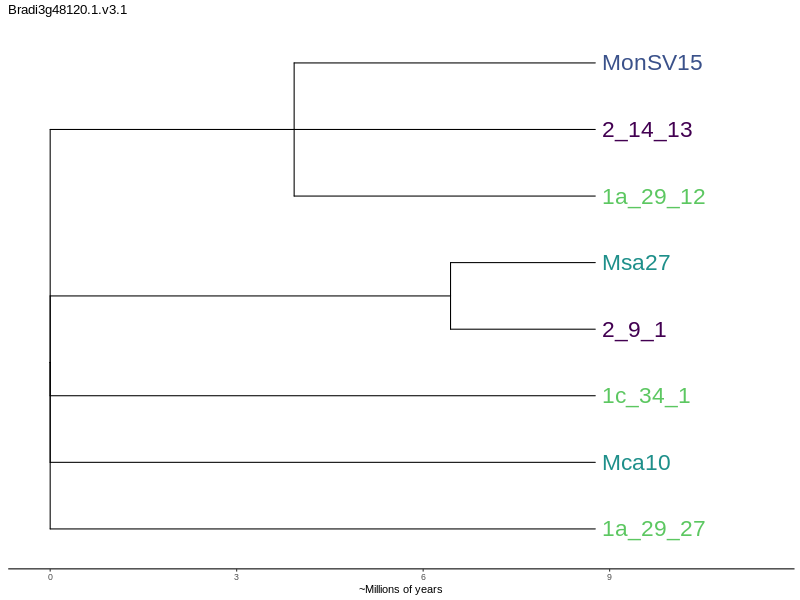 Bradi3g48120.1.v3.1
MonSV15
2_14_13
1a_29_12
Msa27
2_9_1
1c_34_1
Mca10
1a_29_27
0 3 6 9
~Millions of years